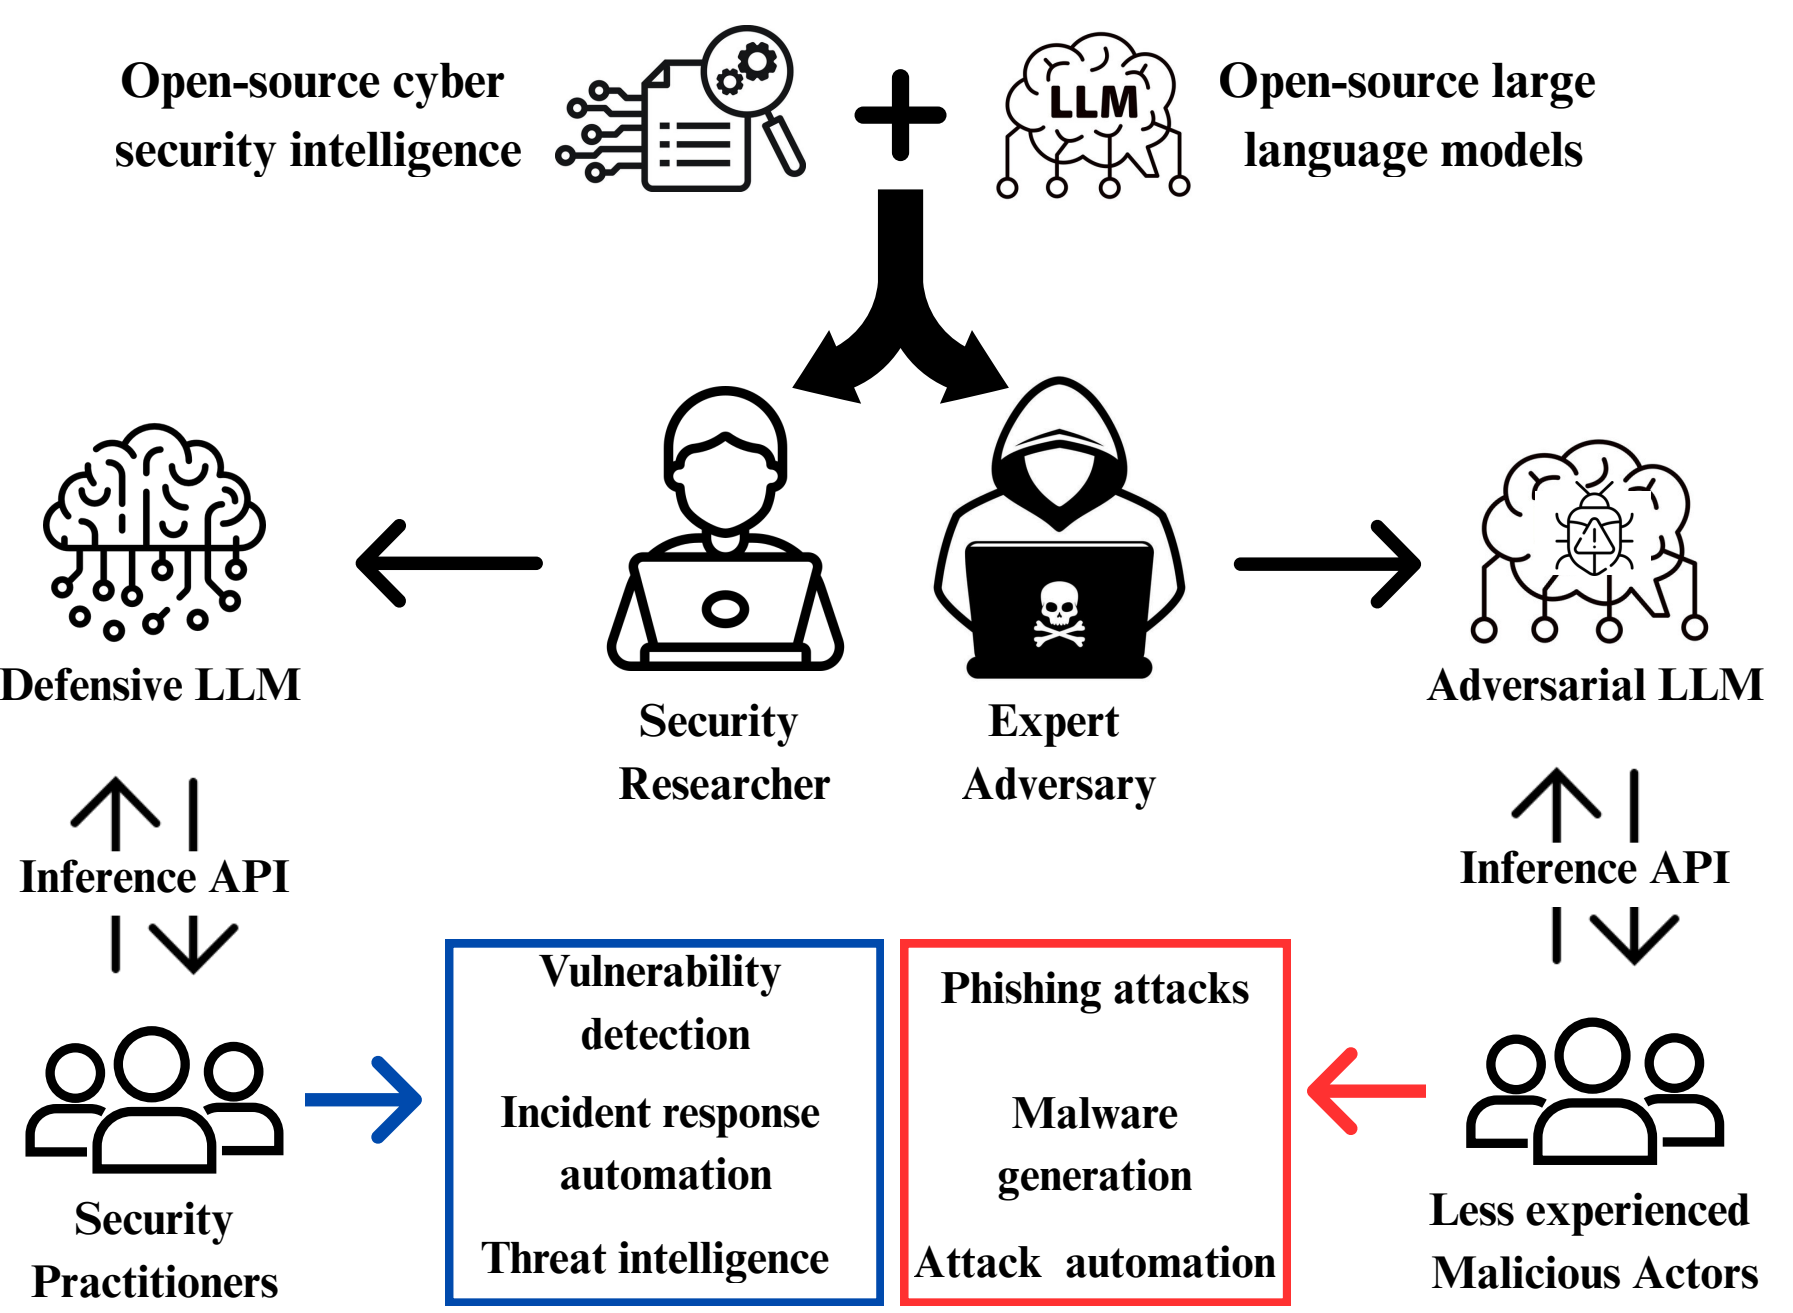 Open-source cyber
security intelligence
LLM
Open-source large
language models
Defensive LLM
Security
Researcher
Expert
Adversary
Adversarial LLM
Inference API
Inference API
Vulnerability
detection
Incident response
automation
Threat intelligence
Phishing attacks
Malware
generation
Attack automation
Security
Practitioners
Less experienced
Malicious Actors